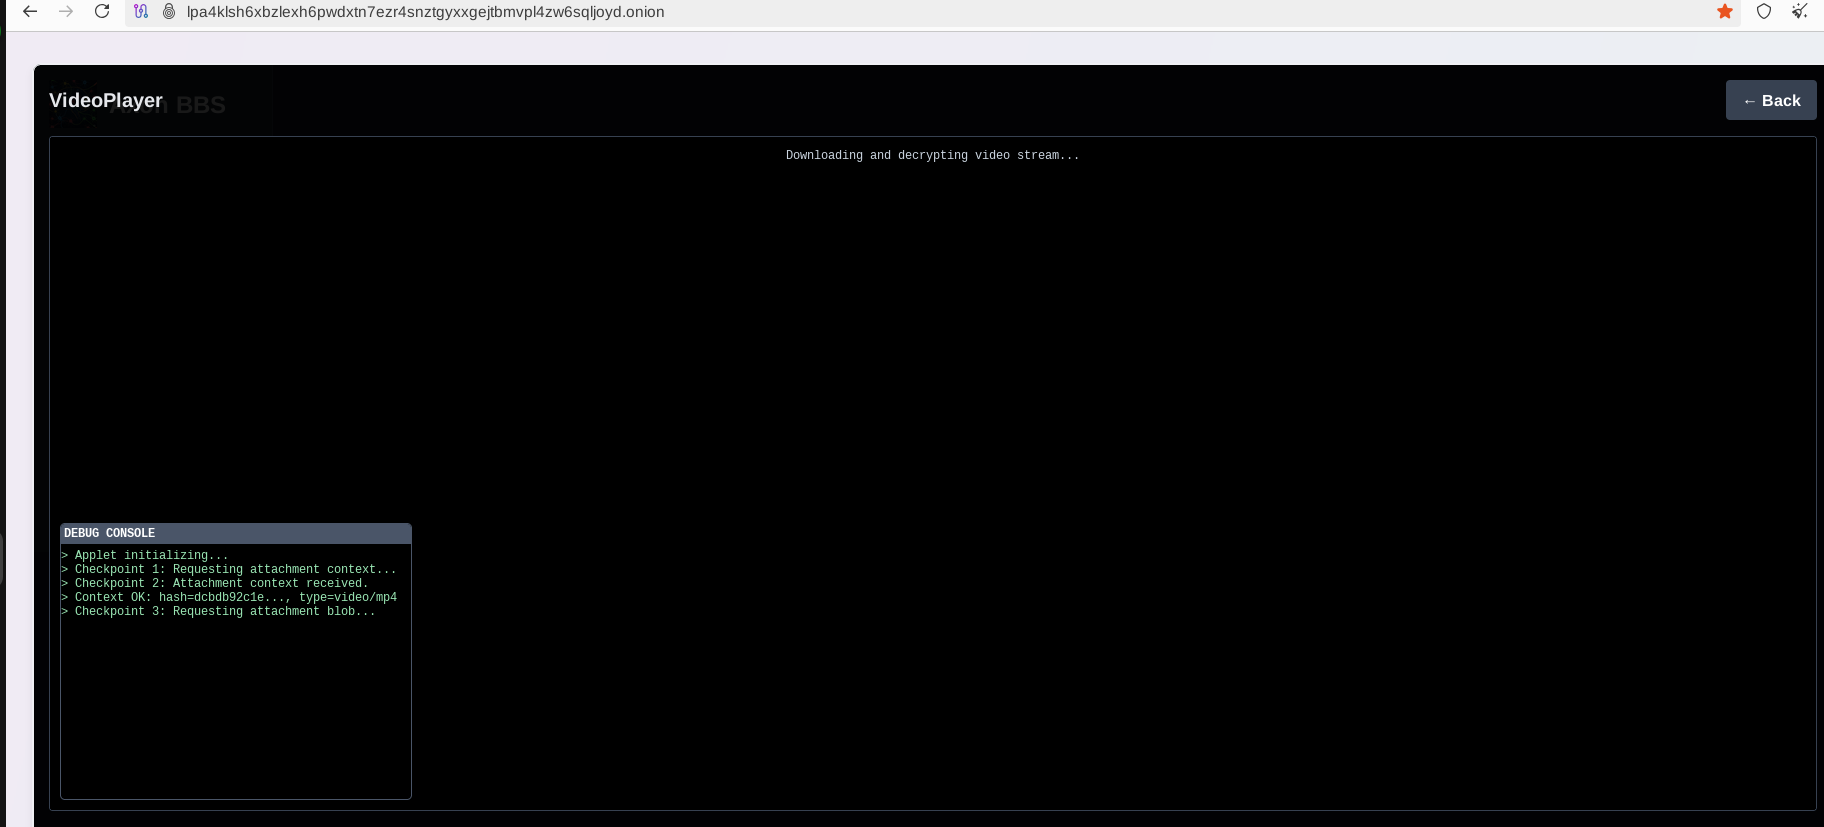 lpa4klsh6xbzlexh6pwdxtn7ezr4snztgyxxgejtbmvpl4zw6sqljoyd.onion
VideoPlayer
BBS
← Back
Downloading and decrypting video stream...
DEBUG CONSOLE
> Applet initializing...
> Checkpoint 1: Requesting attachment context...
> Checkpoint 2: Attachment context received.
> Context OK: hash=dcbdb92c1e..., type=video/mp4
> Checkpoint 3: Requesting attachment blob...